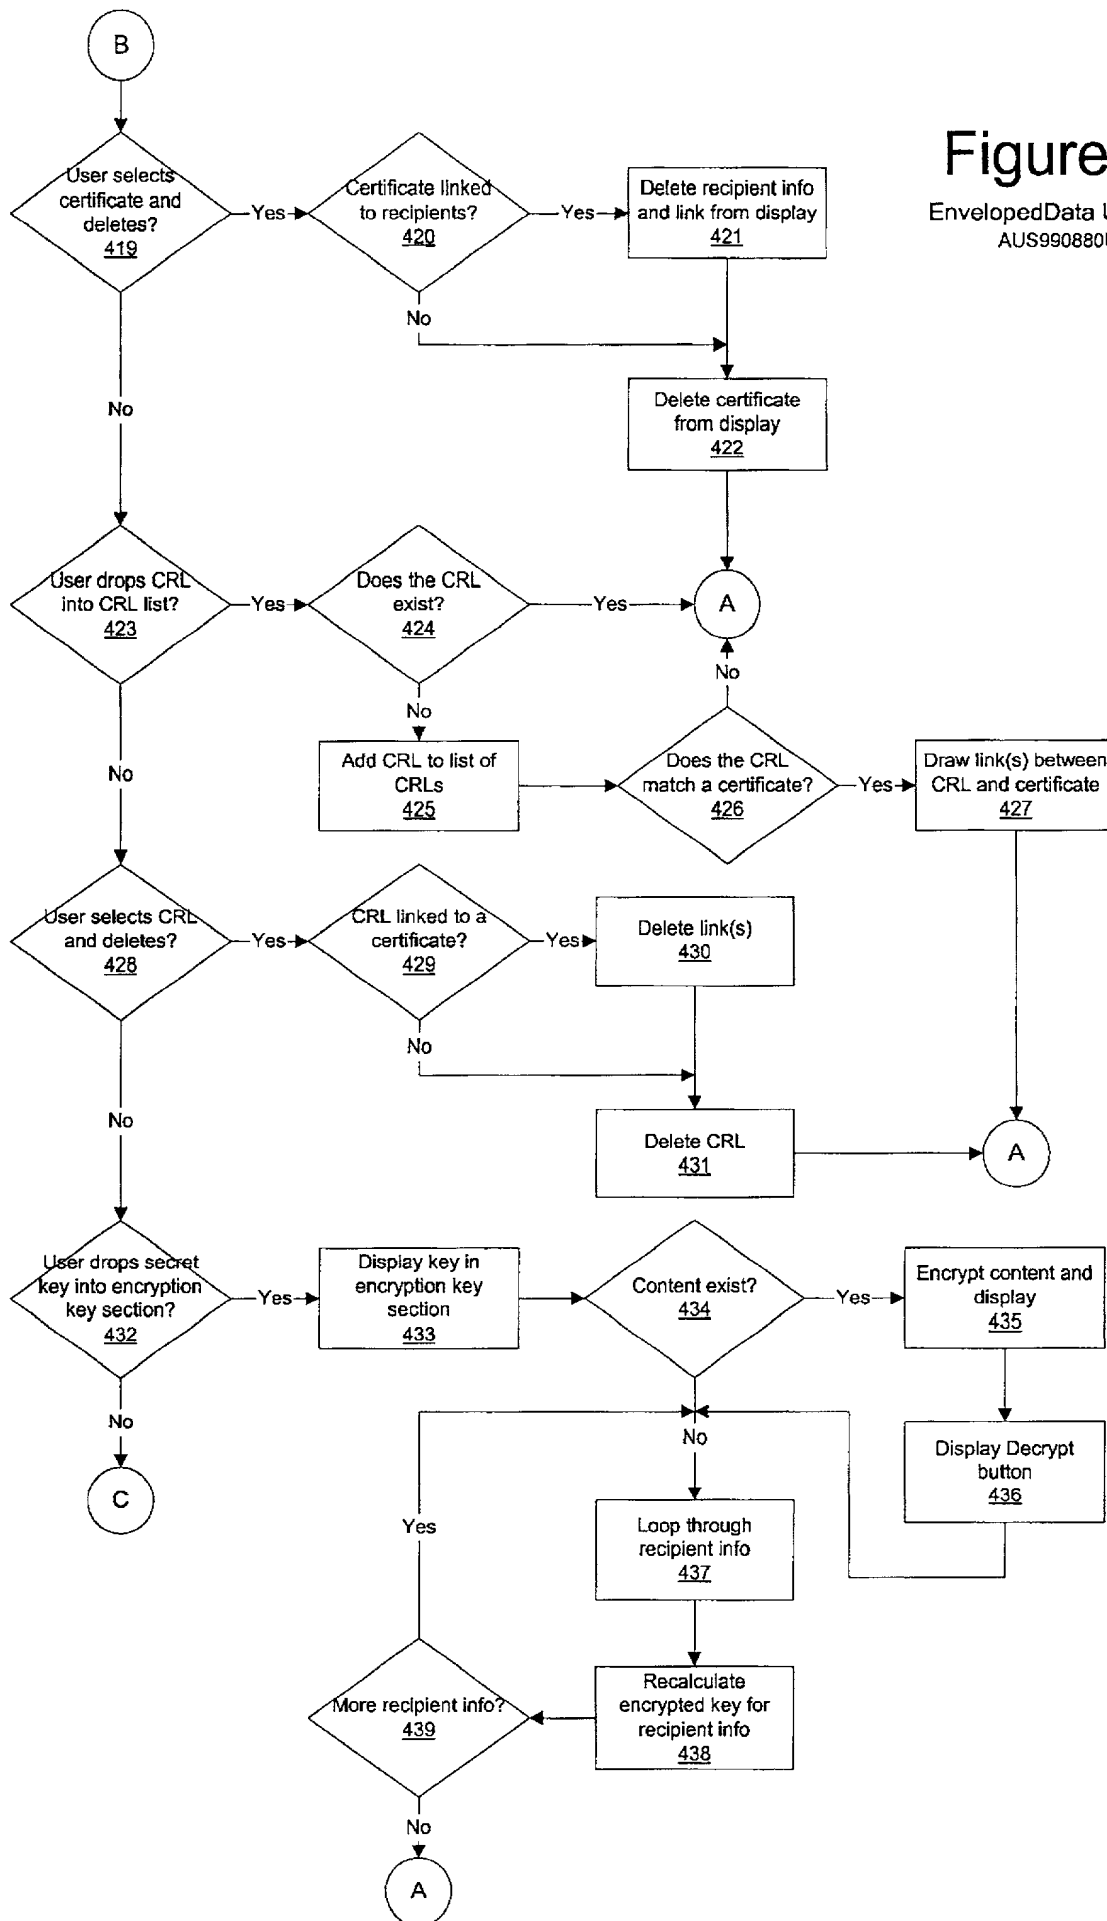 B
Figure
EnvelopedData
AUS990880
User selects
certificate and
deletes?
419
Yes
Certificate linked
to recipients?
420
Yes
Delete recipient info
and link from display
421
No
No
Delete certificate
from display
422
User drops CRL
into CRL list?
423
Yes
Does the CRL
exist?
424
Yes
A
No
No
No
Add CRL to list of
CRLs
425
Does the CRL
match a certificate?
426
Yes
Draw link(s) between
CRL and certificate
427
User selects CRL
and deletes?
428
Yes
CRL linked to a
certificate?
429
Yes
Delete link(s)
430
No
No
Delete CRL
431
A
User drops secret
key into encryption
key section?
432
Yes
Display key in
encryption key
section
433
Content exist?
434
Yes
Encrypt content and
display
435
No
No
C
Display Decrypt
button
436
Yes
Loop through
recipient info
437
More recipient info?
439
Recalculate
encrypted key for
recipient info
438
No
A